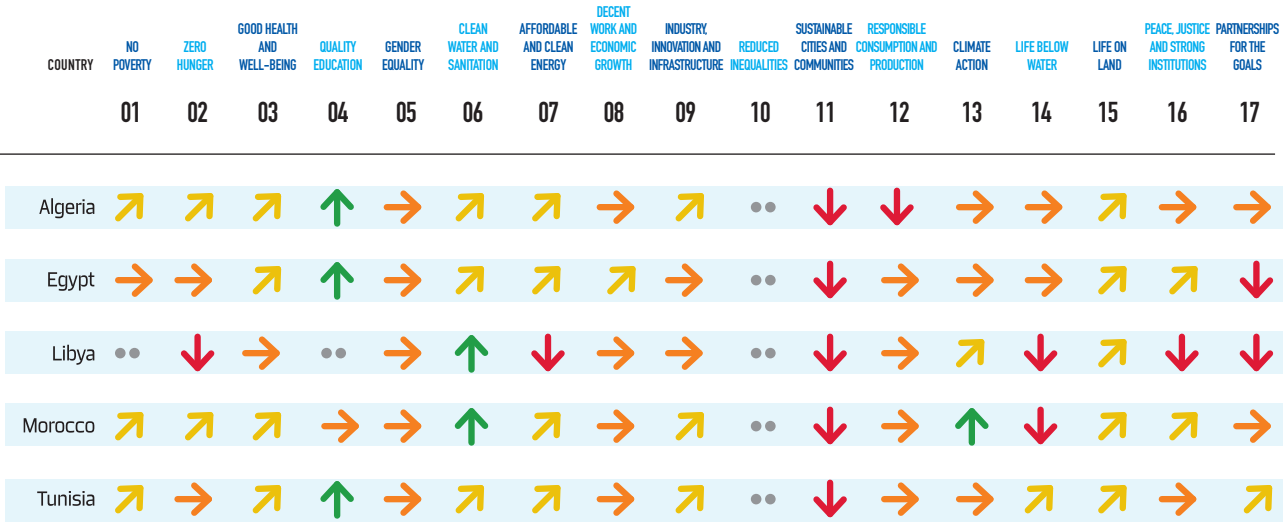 COUNTRY
NO
POVERTY
ZERO
HUNGER
GOOD HEALTH
AND
WELL-BEING
QUALITY
EDUCATION
GENDER
EQUALITY
CLEAN
WATER AND
SANITATION
AFFORDABLE
AND CLEAN
ENERGY
DECENT
WORK AND
ECONOMIC
GROWTH
INDUSTRY,
INNOVATION AND
INFRASTRUCTURE
REDUCED
INEQUALITIES
SUSTAINABLE
CITIES AND
COMMUNITIES
RESPONSIBLE
CONSUMPTION AND
PRODUCTION
CLIMATE
ACTION
LIFE BELOW
WATER
LIFE ON
LAND
PEACE, JUSTICE
AND STRONG
INSTITUTIONS
PARTNERSHIPS
FOR THE
GOALS
01 02 03 04 05 06 07 08 09 10 11 12 13 14 15 16 17
Algeria
Egypt
Libya
Morocco
Tunisia